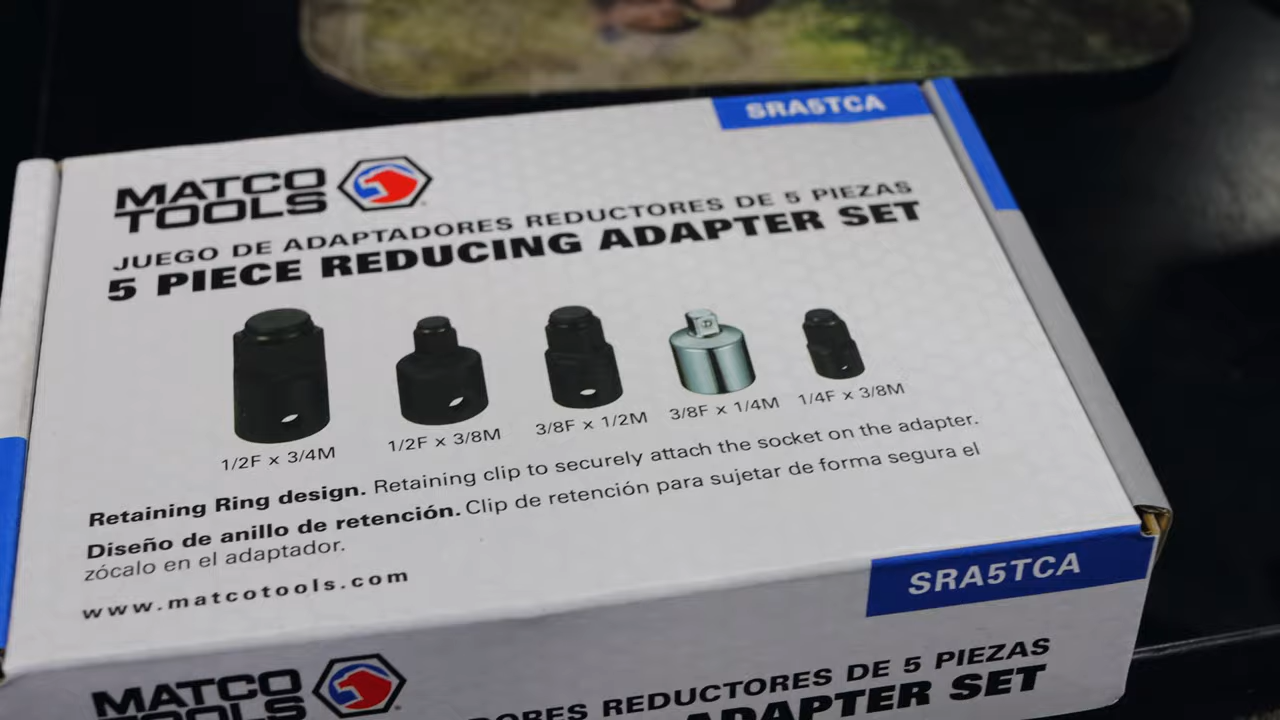 SRA5TCA
MATCO
TOOLS
JUEGO DE ADAPTADORES REDUCTORES DE 5 PIEZAS
5 PIECE REDUCING ADAPTER SET
1/2F x 3/4M
1/2F x 3/8M
3/8F x 1/2M
3/8F x 1/4M
1/4F x 3/8M
Retaining Ring design. Retaining clip to securely attach the socket on the adapter.
Diseño de anillo de retención. Clip de retención para sujetar de forma segura el
zócalo en el adaptador.
www.matcotools.com
SRA5TCA
MATCO
TOOLS
ORES REDUCTORES DE 5 PIEZAS
ADAPTER SET